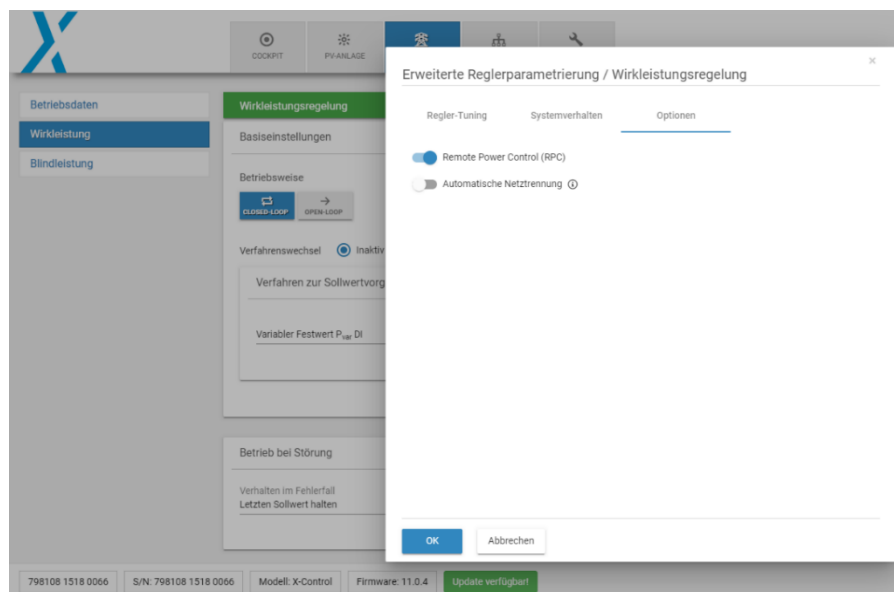 COCKPIT
PV-ANLAGE
Erweiterte Reglerparametrierung / Wirkleistungsregelung
Regler-Tuning
Systemverhalten
Optionen
Remote Power Control (RPC)
Automatische Netztrennung
OK
Abbrechen
Betriebsdaten
Wirkleistung
Blindleistung
Wirkleistungsregelung
Basiseinstellungen
Betriebsweise
CLOSED-LOOP
OPEN-LOOP
Verfahrenswechsel Inaktiv
Verfahren zur Sollwertvorg
Variabler Festwert Pvar DI
Betrieb bei Störung
Verhalten im Fehlerfall
Letzten Sollwert halten
798108 1518 0066
S/N: 798108 1518 0066
Modell: X-Control
Firmware: 11.0.4
Update verfügbar!